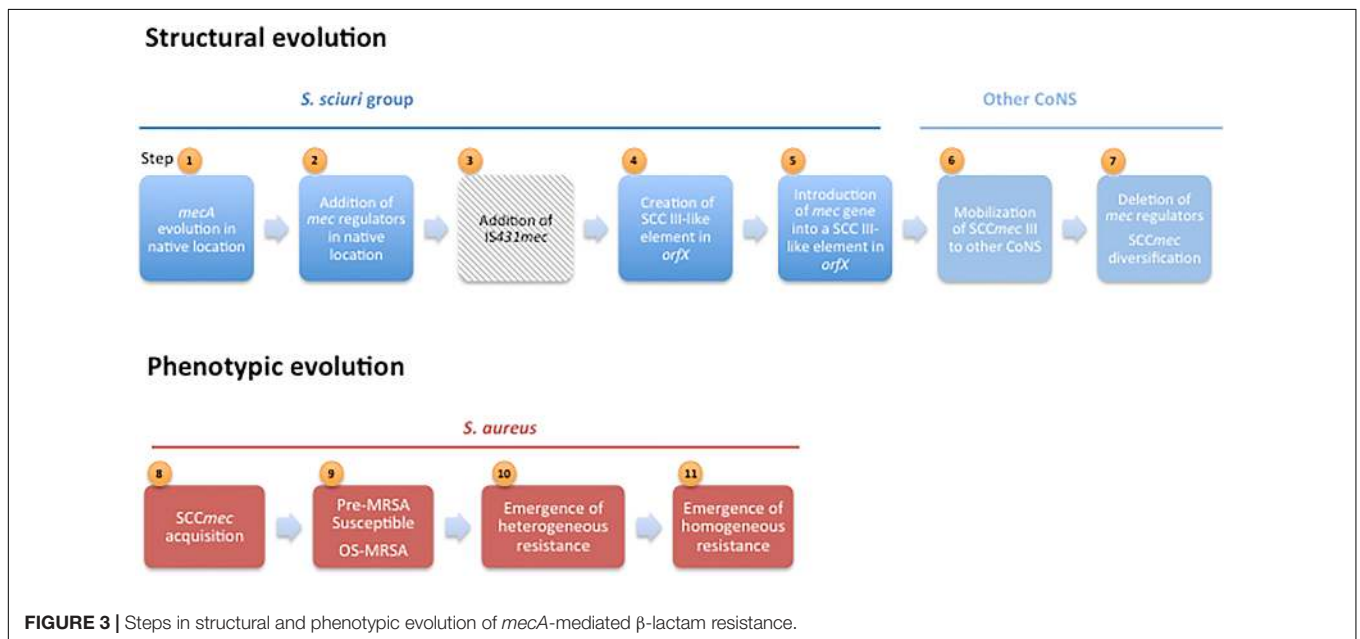 Structural evolution
S. sciuri group
Other CoNS
Step 1
2
3
4
5
6
7
mecA
evolution in
native location
Addition of
mec regulators
in native
location
Addition of
IS431mec
Creation of
SCC III-like
element in
orfX
Introduction
of mec gene
into a SCC III-
like element in
orfX
Mobilization
of SCCmec III
to other CoNS
Deletion of
mec regulators
SCCmec
diversification
Phenotypic evolution
S. aureus
8
9
10
11
SCCmec
acquisition
Pre-MRSA
Susceptible
OS-MRSA
Emergence of
heterogeneous
resistance
Emergence of
homogeneous
resistance
FIGURE 3 | Steps in structural and phenotypic evolution of mecA-mediated β-lactam resistance.